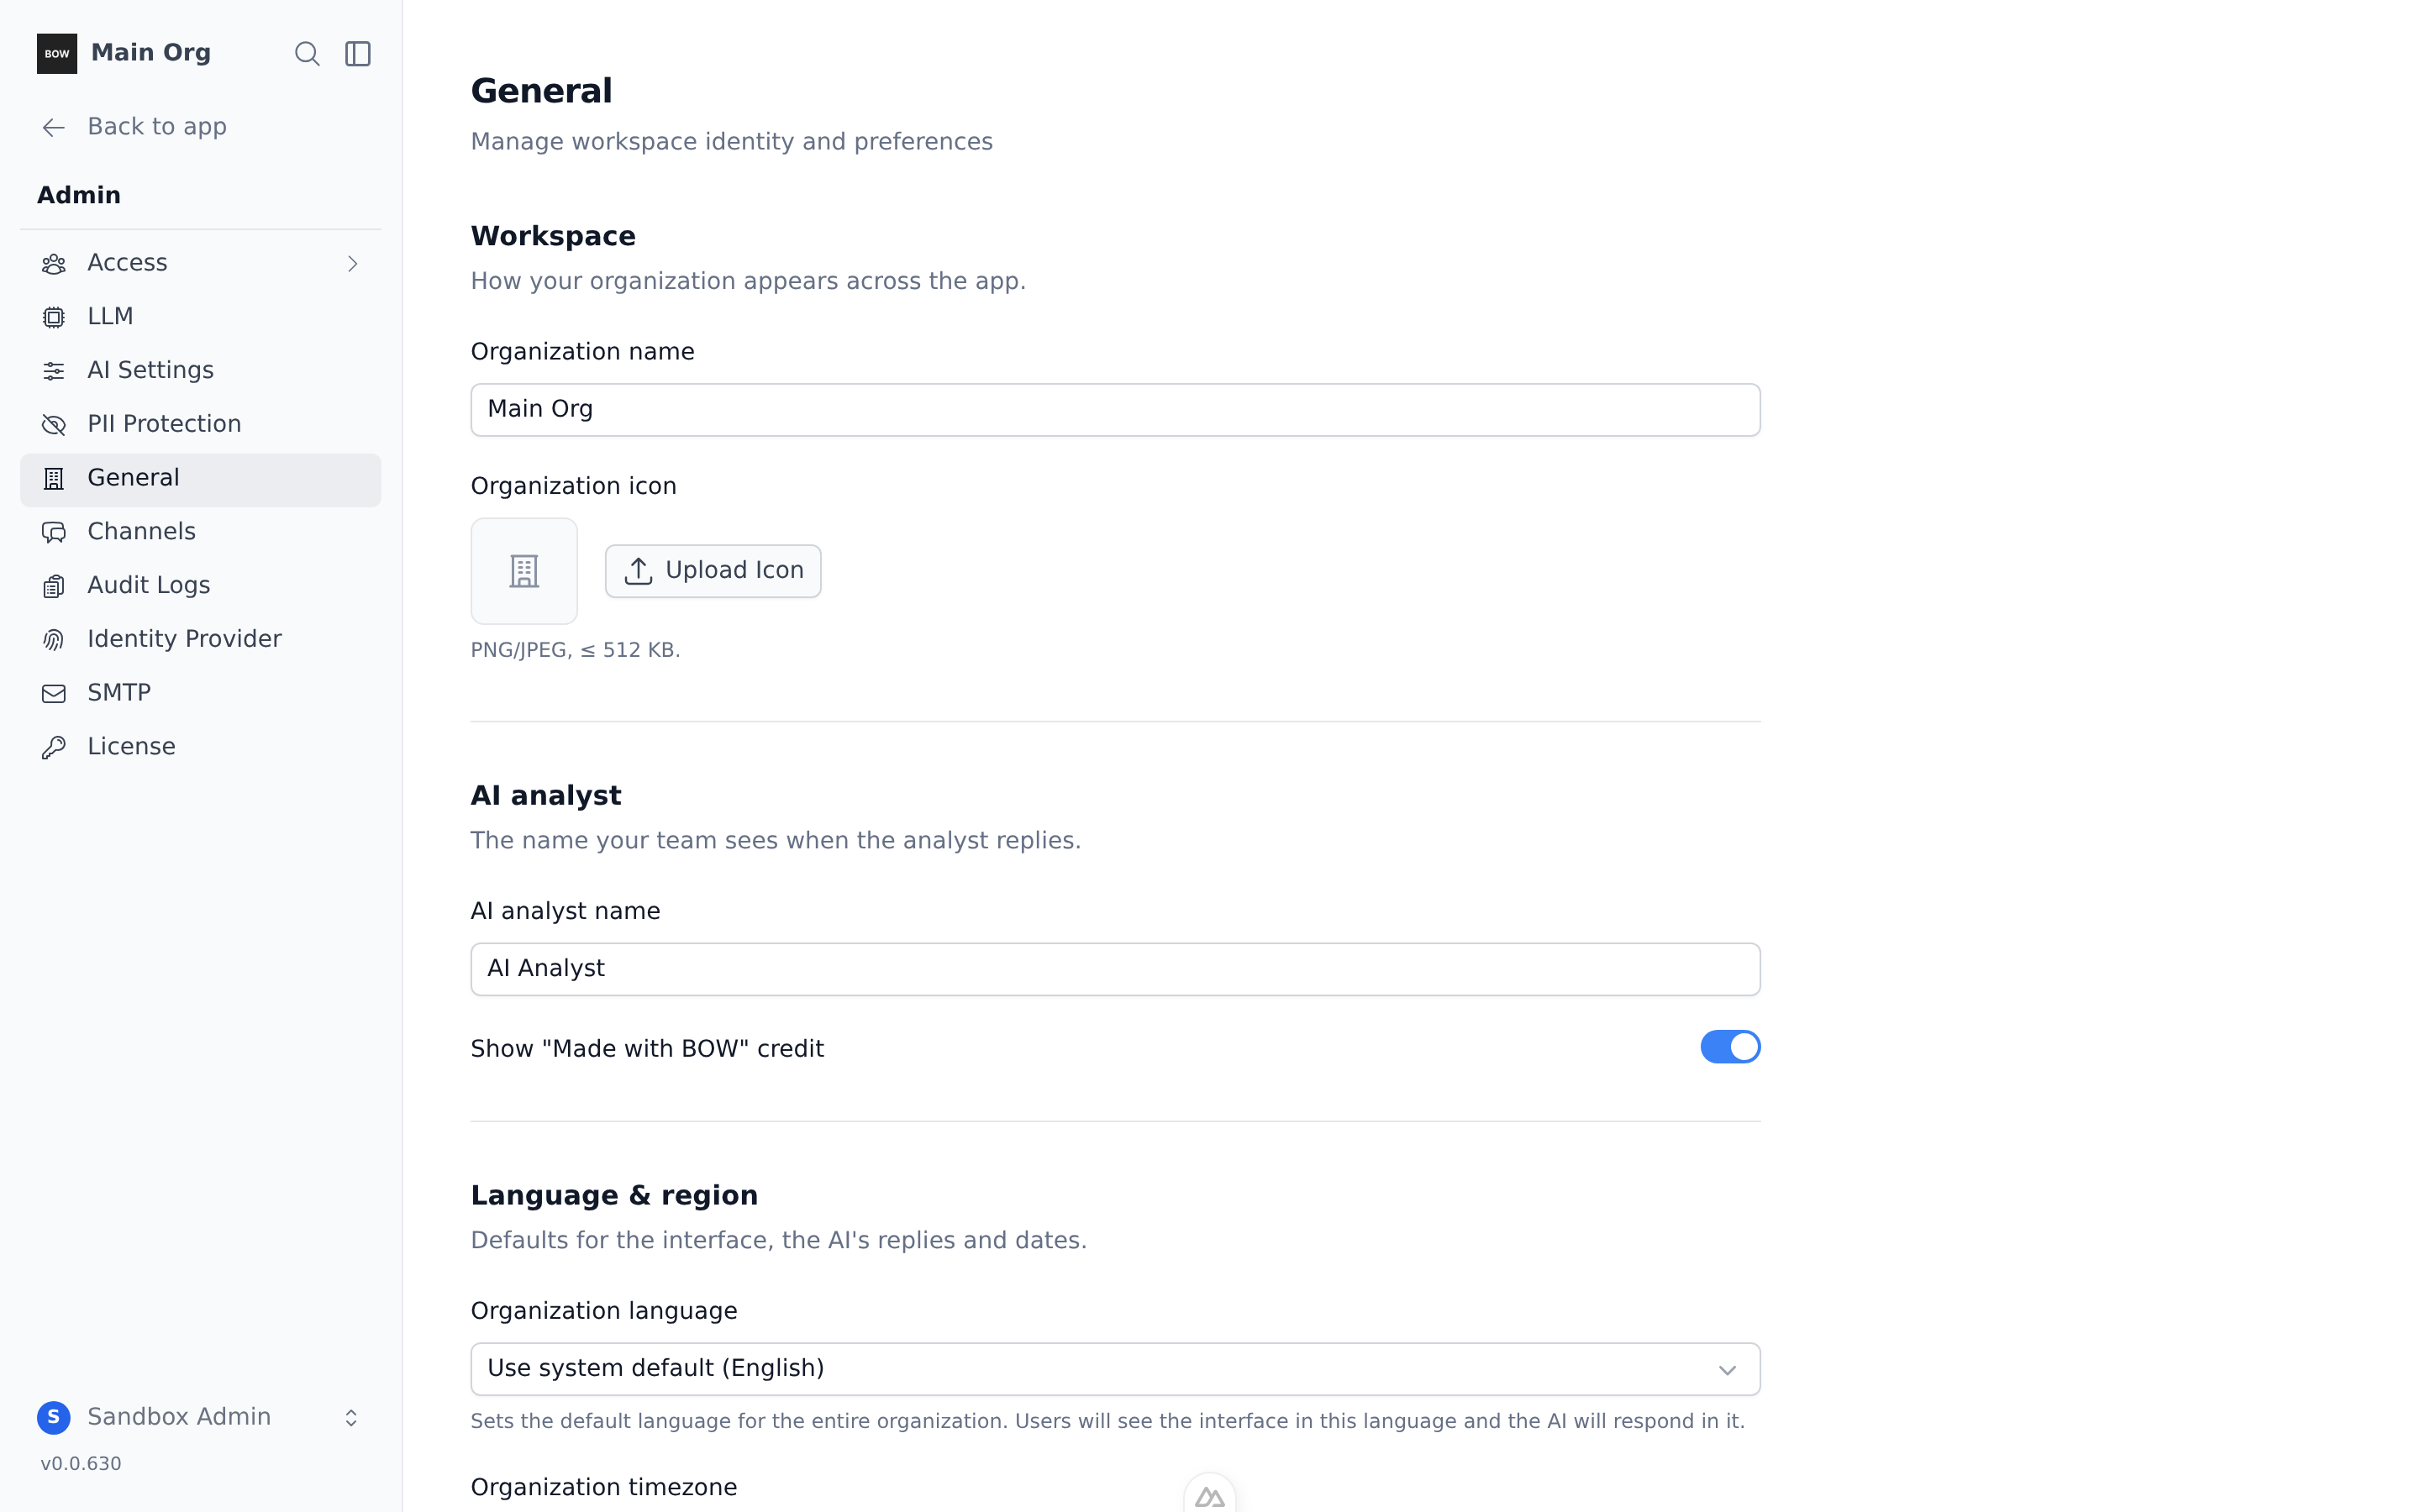 BOW
Main Org
Back to app
Admin
Access
LLM
AI Settings
PII Protection
General
Channels
Audit Logs
Identity Provider
SMTP
License
S
Sandbox Admin
v0.0.630
General
Manage workspace identity and preferences
Workspace
How your organization appears across the app.
Organization name
Main Org
Organization icon
Upload Icon
PNG/JPEG, ≤ 512 KB.
AI analyst
The name your team sees when the analyst replies.
AI analyst name
AI Analyst
Show "Made with BOW" credit
Language & region
Defaults for the interface, the AI's replies and dates.
Organization language
Use system default (English)
Sets the default language for the entire organization. Users will see the interface in this language and the AI will respond in it.
Organization timezone